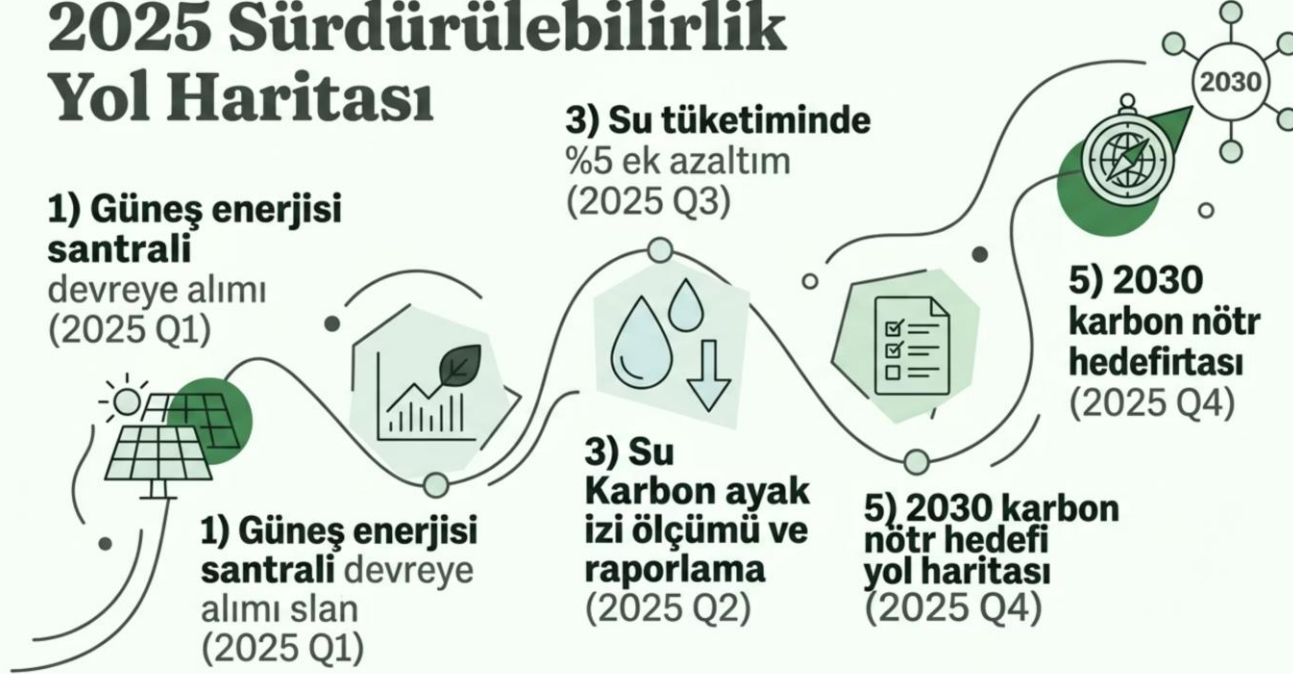 2025 Sürdürülebilirlik
Yol Haritası
1) Güneş enerjisi
santrali
devreye alımı
(2025 Q1)
1) Güneş enerjisi
santrali devreye
alımı slan
(2025 Q1)
3) Su tüketiminde
%5 ek azaltım
(2025 Q3)
3) Su
Karbon ayak
izi ölçümü ve
raporlama
(2025 Q2)
5) 2030 karbon
nötr hedefi
yol haritası
(2025 Q4)
2030
5) 2030
karbon nötr
hedefirtası
(2025 Q4)